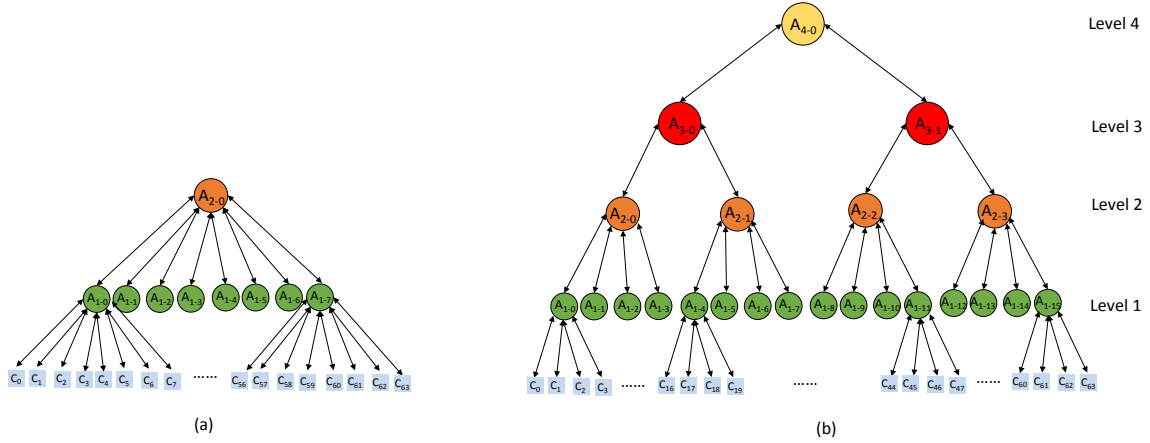 A4-0 Level 4
A3-0 A3-1 Level 3
A2-0
A2-0 A2-1 A2-2 A2-3 Level 2
A1-0 A1-1 A1-2 A1-3 A1-4 A1-5 A1-6 A1-7
A1-0 A1-1 A1-2 A1-3 A1-4 A1-5 A1-6 A1-7 A1-8 A1-9 A1-10 A1-11 A1-12 A1-13 A1-14 A1-15 Level 1
C0 C1 C2 C3 C4 C5 C6 C7 ...... C56 C57 C58 C59 C60 C61 C62 C63
C0 C1 C2 C3 ...... C16 C17 C18 C19 ...... C44 C45 C46 C47 ...... C60 C61 C62 C63
(a)
(b)